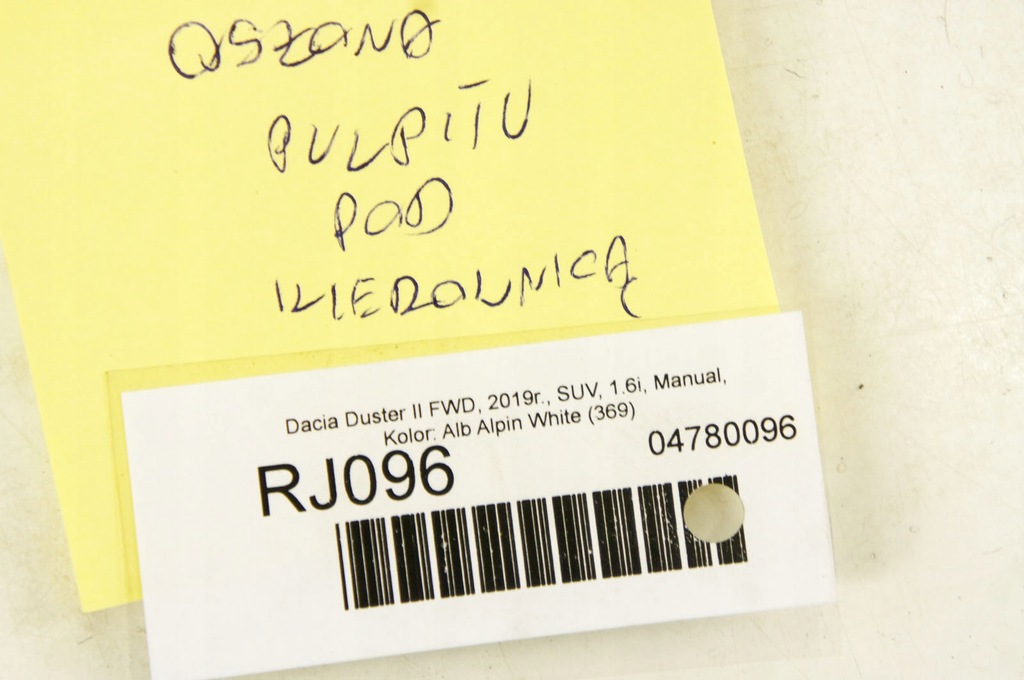 OSŁONA
PULPITU
POD
KIEROWNICĄ
Dacia Duster II FWD, 2019r., SUV, 1.6i, Manual,
Kolor: Alb Alpin White (369)
RJ096
04780096